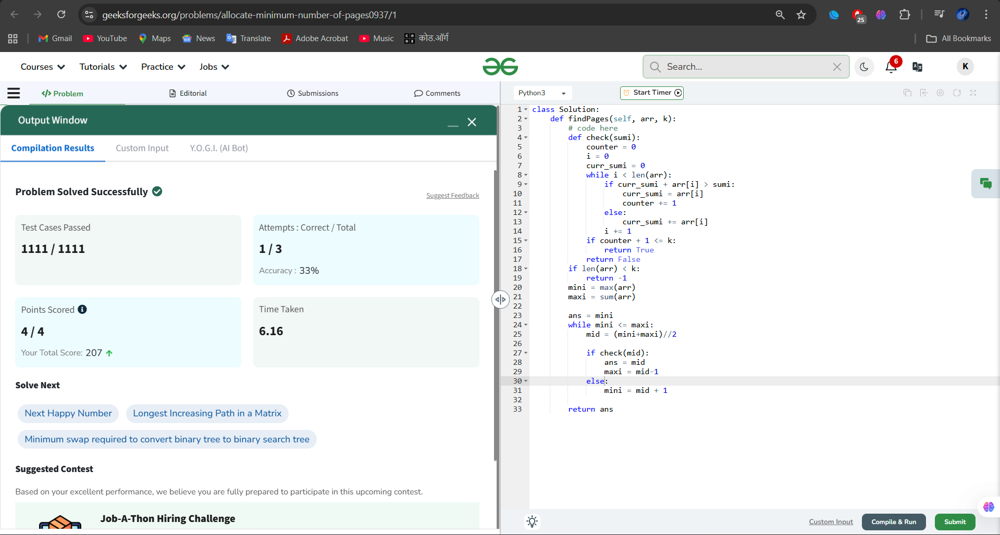 geeksforgeeks.org/problems/allocate-minimum-number-of-pages0937/1
25
Gmail
YouTube
Maps
News
Translate
Adobe Acrobat
Music
CO
DE
कोड.ऑर्ग
All Bookmarks
Courses
Tutorials
Practice
Jobs
Search...
6
K
</> Problem
Editorial
Submissions
Comments
Python3
Start Timer
Output Window
Compilation Results
Custom Input
Y.O.G.I. (AI Bot)
Problem Solved Successfully
Suggest Feedback
Test Cases Passed
1111 / 1111
Attempts : Correct / Total
1 / 3
Accuracy : 33%
Points Scored
4 / 4
Your Total Score: 207
Time Taken
6.16
Solve Next
Next Happy Number
Longest Increasing Path in a Matrix
Minimum swap required to convert binary tree to binary search tree
Suggested Contest
Based on your excellent performance, we believe you are fully prepared to participate in this upcoming contest.
Job-A-Thon Hiring Challenge
1 class Solution:
2     def findPages(self, arr, k):
3         # code here
4         def check(sumi):
5             counter = 0
6             i = 0
7             curr_sumi = 0
8             while i < len(arr):
9                 if curr_sumi + arr[i] > sumi:
10                     curr_sumi = arr[i]
11                     counter += 1
12                 else:
13                     curr_sumi += arr[i]
14                 i += 1
15             if counter + 1 <= k:
16                 return True
17             return False
18         if len(arr) < k:
19             return -1
20         mini = max(arr)
21         maxi = sum(arr)
22
23         ans = mini
24         while mini <= maxi:
25             mid = (mini+maxi)//2
26
27             if check(mid):
28                 ans = mid
29                 maxi = mid-1
30             else:
31                 mini = mid + 1
32
33         return ans
Custom Input
Compile & Run
Submit